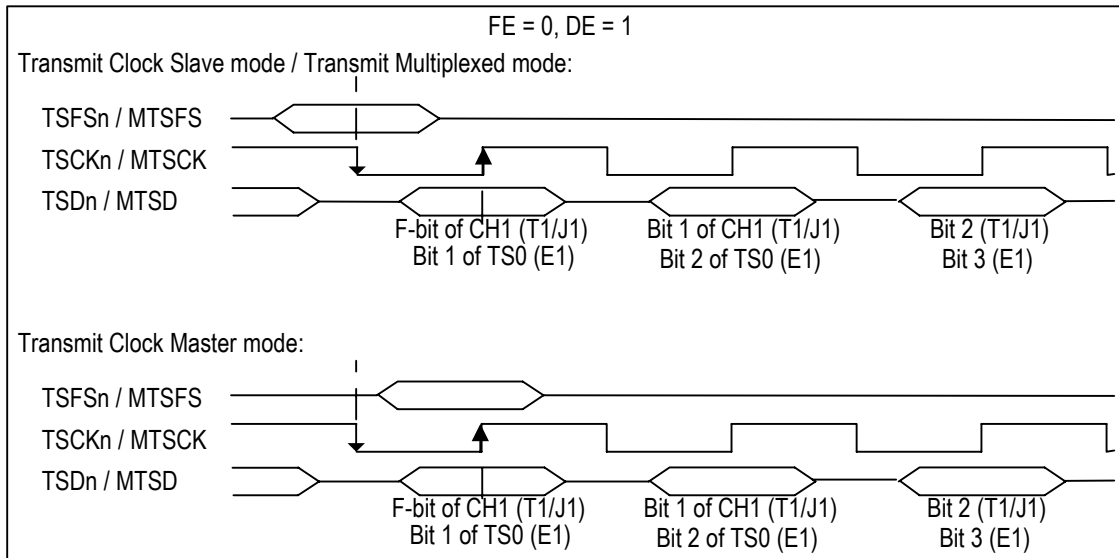 FE = 0, DE = 1
Transmit Clock Slave mode / Transmit Multiplexed mode:
TSFSn / MTSFS
TSCKn / MTSCK
TSDn / MTSD
F-bit of CH1 (T1/J1)
Bit 1 of TS0 (E1)
Bit 1 of CH1 (T1/J1)
Bit 2 of TS0 (E1)
Bit 2 (T1/J1)
Bit 3 (E1)
Transmit Clock Master mode:
TSFSn / MTSFS
TSCKn / MTSCK
TSDn / MTSD
F-bit of CH1 (T1/J1)
Bit 1 of TS0 (E1)
Bit 1 of CH1 (T1/J1)
Bit 2 of TS0 (E1)
Bit 2 (T1/J1)
Bit 3 (E1)